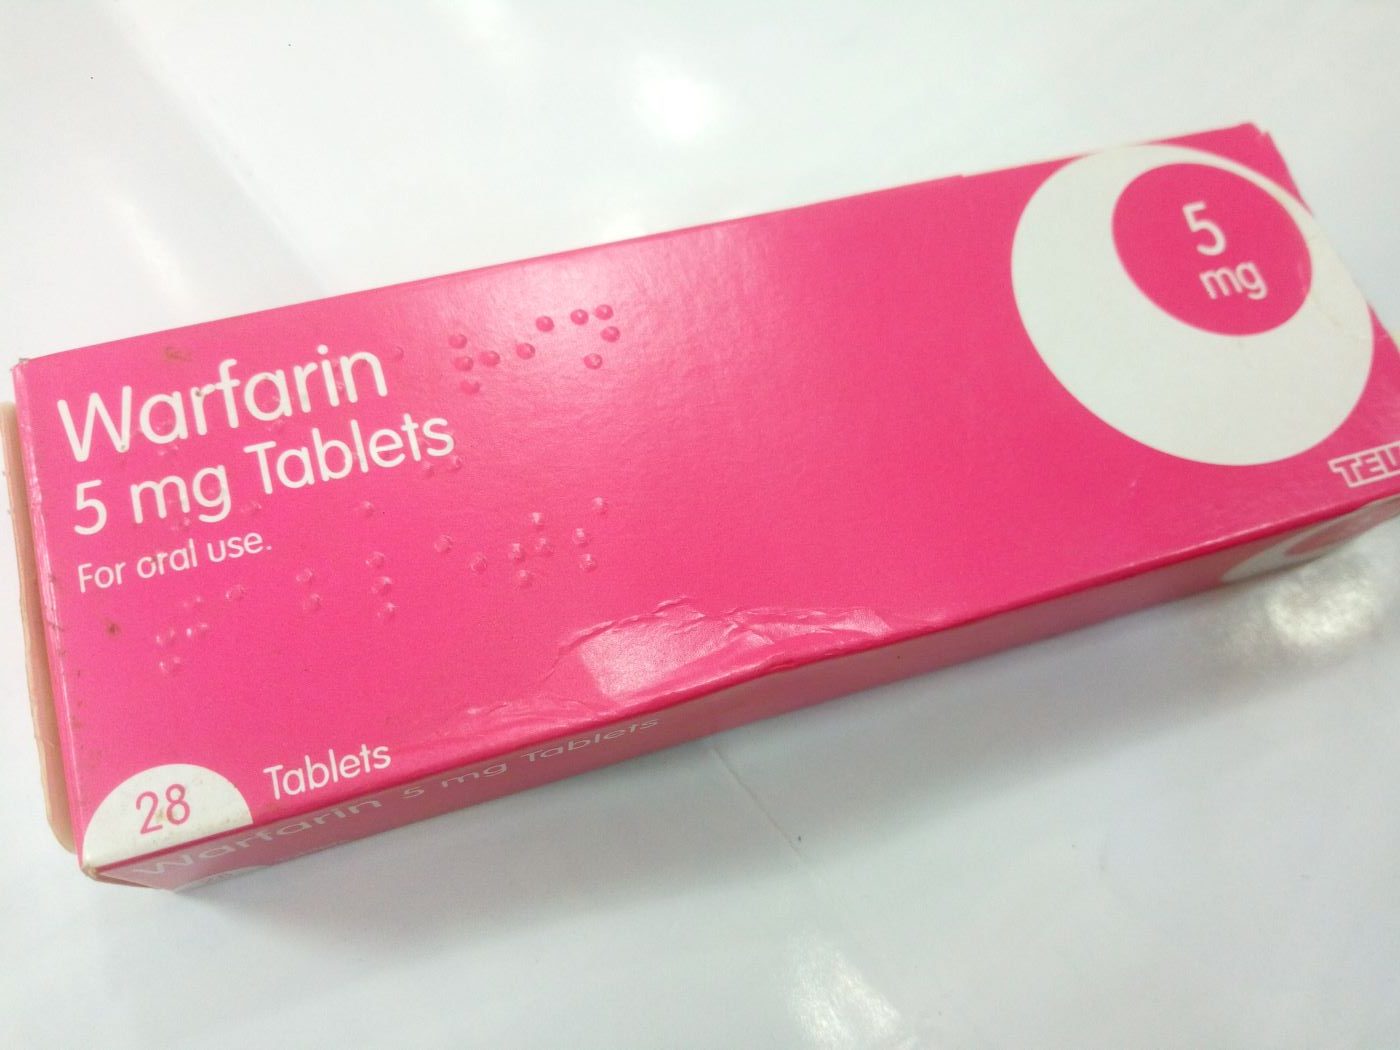 Warfarin
5 mg Tablets
For oral use.
5
mg
28 Tablets
Warfarin 5 mg Tablets